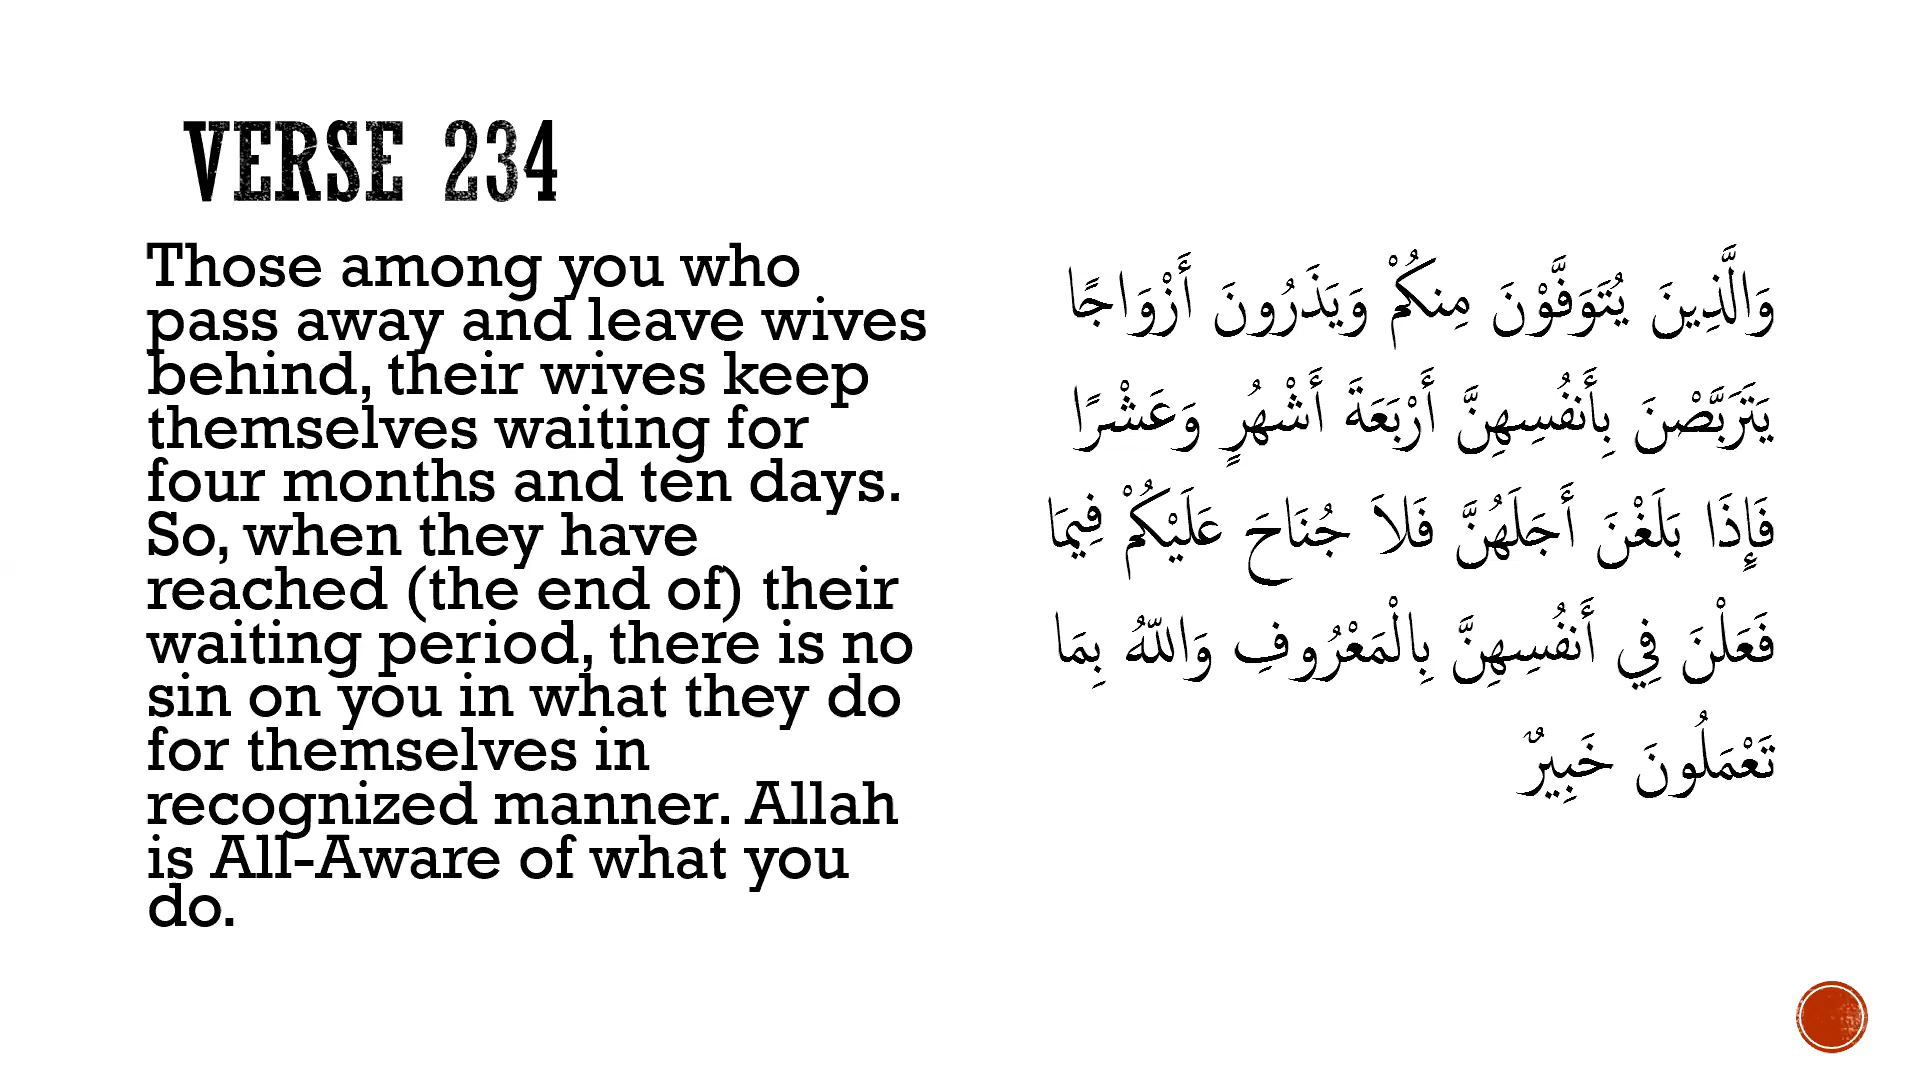 VERSE 234
Those among you who
pass away and leave wives
behind, their wives keep
themselves waiting for
four months and ten days.
So, when they have
reached (the end of) their
waiting period, there is no
sin on you in what they do
for themselves in
recognized manner. Allah
is All-Aware of what you
do.
وَالَّذِينَ يُتَوَفَّوْنَ مِنكُمْ وَيَذَرُونَ أَزْوَاجًا
يَتَرَبَّصْنَ بِأَنفُسِهِنَّ أَرْبَعَةَ أَشْهُرٍ وَعَشْرًا
فَإِذَا بَلَغْنَ أَجَلَهُنَّ فَلاَ جُنَاحَ عَلَيْكُمْ فِيمَا
فَعَلْنَ فِي أَنفُسِهِنَّ بِالْمَعْرُوفِ وَاللّهُ بِمَا
تَعْمَلُونَ خَبِيرٌ